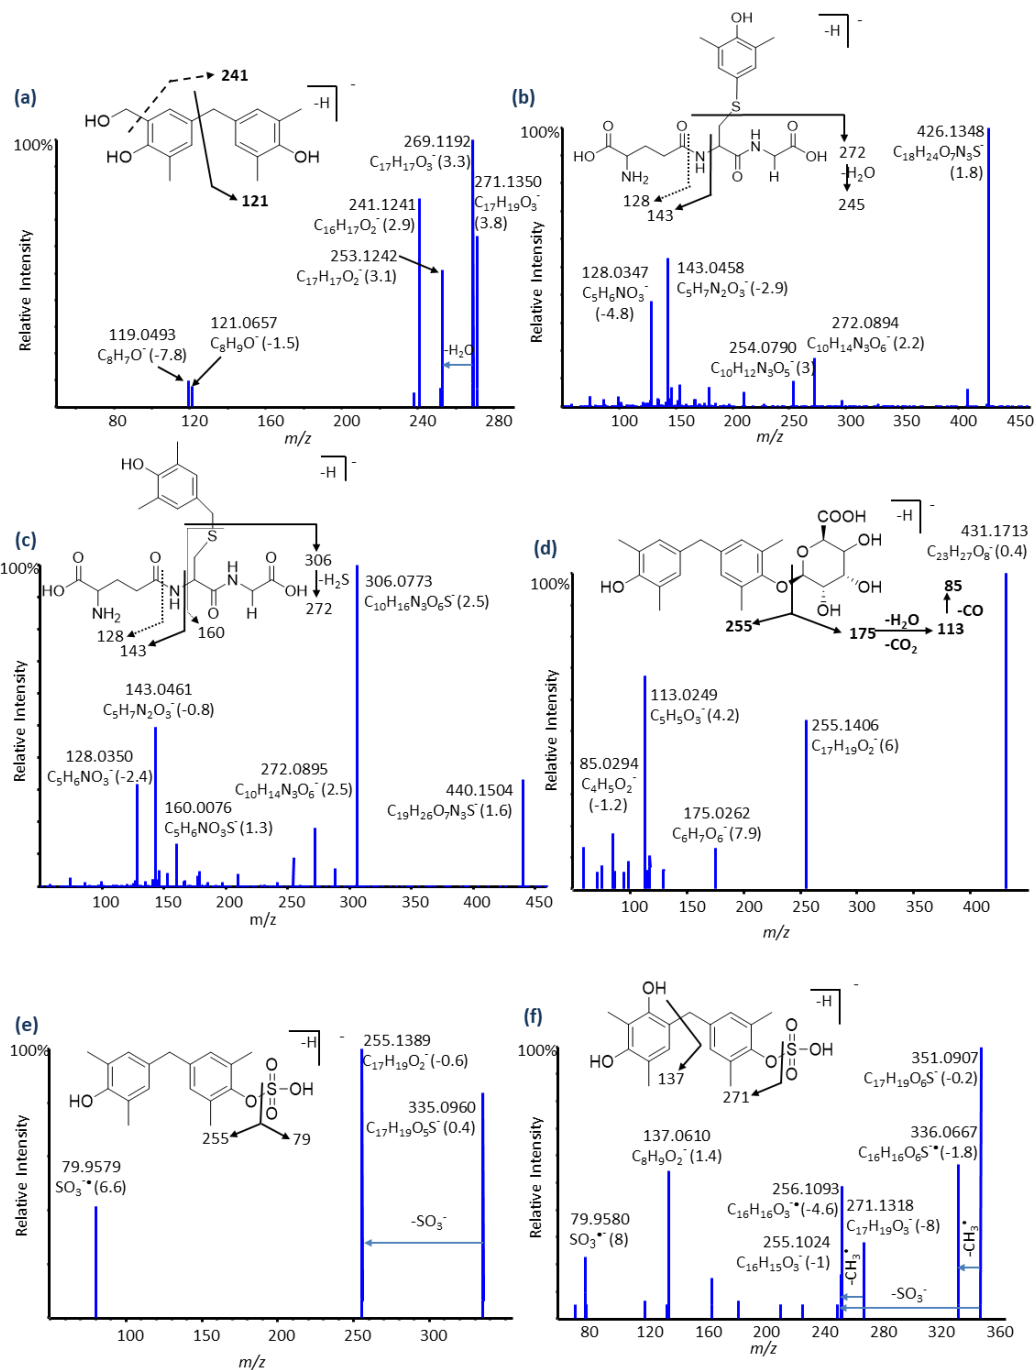 (a)
241
-H
-
HO
OH
OH
121
100%
Relative Intensity
269.1192
C17H17O3- (3.3)
271.1350
C17H19O3-
(3.8)
241.1241
C16H17O2- (2.9)
253.1242
C17H17O2- (3.1)
119.0493
C8H7O- (-7.8)
121.0657
C8H9O- (-1.5)
-H2O
80 120 160 200 240 280
m/z
(b)
OH
-H
-
S
HO
O
NH2
O
N
H
O
H
N
O
OH
H
272
-H2O
245
128
143
100%
Relative Intensity
426.1348
C18H24O7N3S-
(1.8)
128.0347
C5H6NO3-
(-4.8)
143.0458
C5H7N2O3- (-2.9)
272.0894
C10H14N3O6- (2.2)
254.0790
C10H12N3O5- (3)
100 150 200 250 300 350 450
m/z
(c)
HO
-H
-
S
HO
O
NH2
O
N
H
O
H
N
O
OH
H
306
-H2S
272
128
143
160
100%
Relative Intensity
306.0773
C10H16N3O6S- (2.5)
143.0461
C5H7N2O3- (-0.8)
128.0350
C5H6NO3- (-2.4)
160.0076
C5H6NO3S- (1.3)
272.0895
C10H14N3O6- (2.5)
440.1504
C19H26O7N3S- (1.6)
100 150 200 250 300 350 400 450
m/z
(d)
-H
-
COOH
HO
O
O
OH
OH
OH
255
175
-H2O
-CO2
113
-CO
85
100%
Relative Intensity
431.1713
C23H27O8- (0.4)
113.0249
C5H5O3- (4.2)
85.0294
C4H5O2-
(-1.2)
175.0262
C6H7O6- (7.9)
255.1406
C17H19O2- (6)
100 150 200 250 300 350 400
m/z
(e)
-H
-
HO
O
O
S
OH
O
255
79
100%
Relative Intensity
255.1389
C17H19O2- (-0.6)
335.0960
C17H19O5S- (0.4)
79.9579
SO3-• (6.6)
-SO3-
100 150 200 250 300
m/z
(f)
OH
-H
-
HO
O
O
S
OH
O
137
271
Relative Intensity
100%
351.0907
C17H19O6S- (-0.2)
336.0667
C16H16O6S-• (-1.8)
137.0610
C8H9O2- (1.4)
256.1093
C16H16O3-• (-4.6)
271.1318
C17H19O3- (-8)
79.9580
SO3•- (8)
255.1024
C16H15O3- (-1)
-CH3•
-CH3•
-SO3-
80 120 160 200 240 280 320 360
m/z